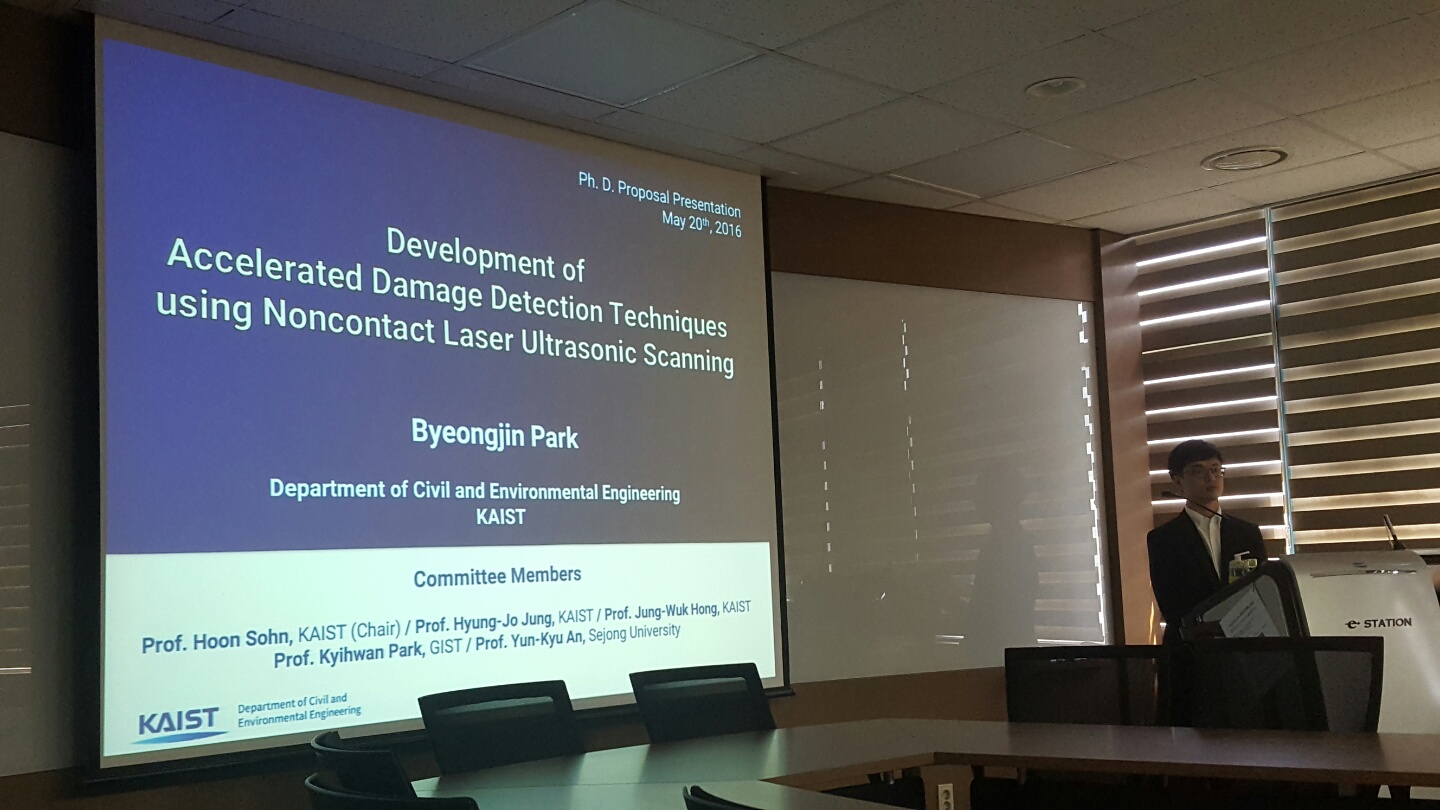 Ph. D. Proposal Presentation
May 20th, 2016
Development of
Accelerated Damage Detection Techniques
using Noncontact Laser Ultrasonic Scanning
Byeongjin Park
Department of Civil and Environmental Engineering
KAIST
Committee Members
Prof. Hoon Sohn, KAIST (Chair) / Prof. Hyung-Jo Jung, KAIST / Prof. Jung-Wuk Hong, KAIST
Prof. Kyihwan Park, GIST / Prof. Yun-Kyu An, Sejong University
KAIST
Department of Civil and
Environmental Engineering
e- STATION